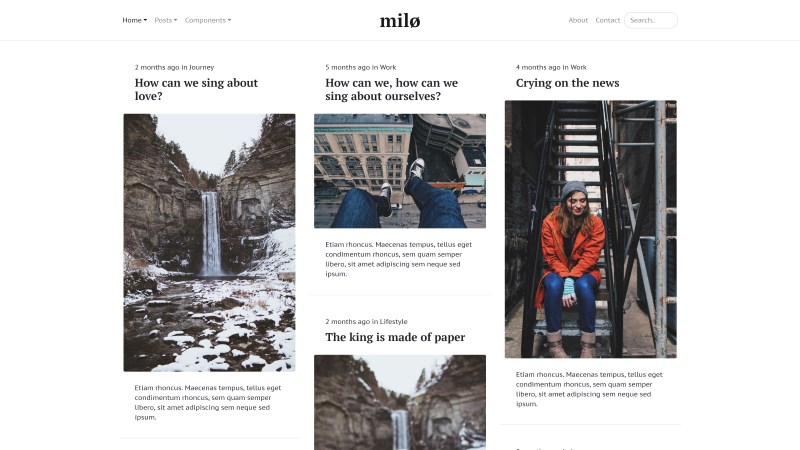 Home
Posts
Components
milø
About
Contact
Search..
2 months ago in Journey
How can we sing about
love?
Etiam rhoncus. Maecenas tempus, tellus eget
condimentum rhoncus, sem quam semper
libero, sit amet adipiscing sem neque sed
ipsum.
5 months ago in Work
How can we, how can we
sing about ourselves?
Etiam rhoncus. Maecenas tempus, tellus eget
condimentum rhoncus, sem quam semper
libero, sit amet adipiscing sem neque sed
ipsum.
2 months ago in Lifestyle
The king is made of paper
4 months ago in Work
Crying on the news
Etiam rhoncus. Maecenas tempus, tellus eget
condimentum rhoncus, sem quam semper
libero, sit amet adipiscing sem neque sed
ipsum.